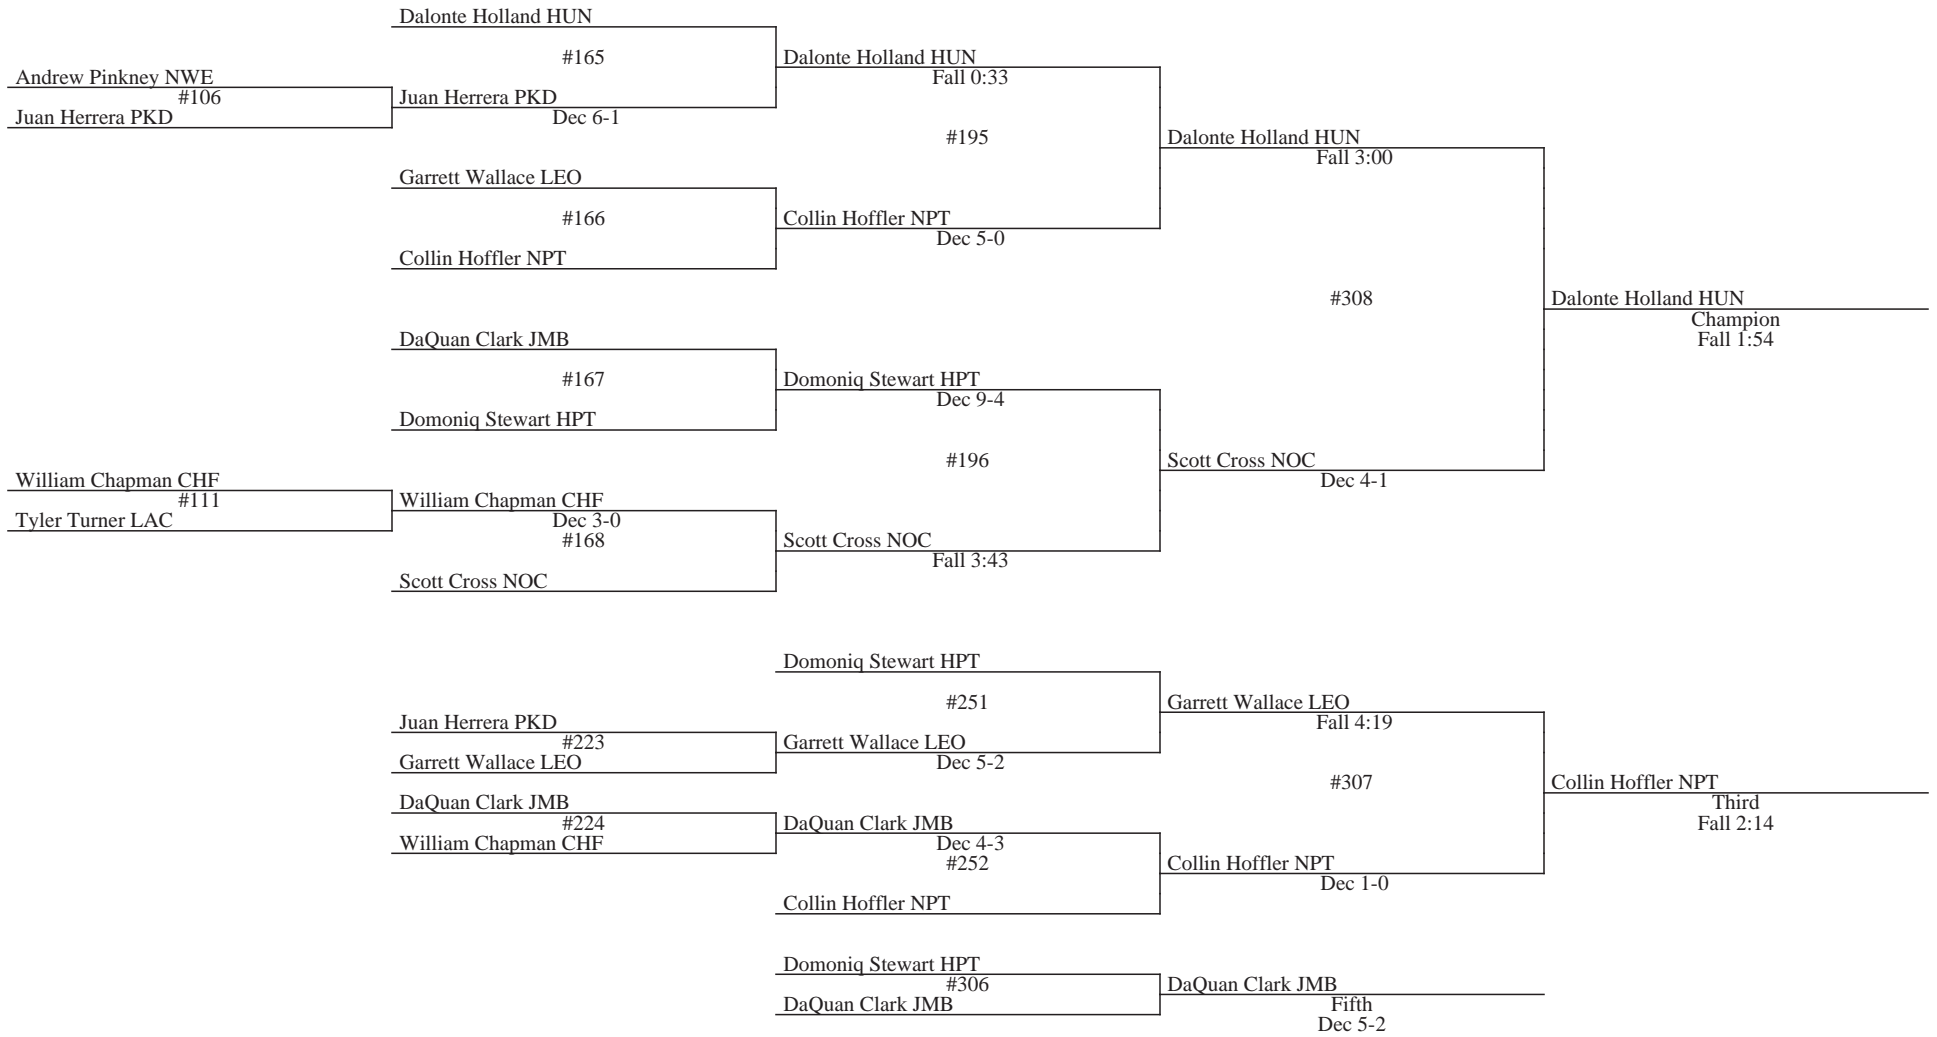 Dalonte Holland HUN
#165
Dalonte Holland HUN
Fall 0:33
Andrew Pinkney NWE
#106
Juan Herrera PKD
Juan Herrera PKD
Dec 6-1
#195
Dalonte Holland HUN
Fall 3:00
Garrett Wallace LEO
#166
Collin Hoffler NPT
Dec 5-0
Collin Hoffler NPT
#308
Dalonte Holland HUN
Champion
Fall 1:54
DaQuan Clark JMB
#167
Domoniq Stewart HPT
Dec 9-4
Domoniq Stewart HPT
#196
Scott Cross NOC
Dec 4-1
William Chapman CHF
#111
Tyler Turner LAC
William Chapman CHF
Dec 3-0
#168
Scott Cross NOC
Fall 3:43
Scott Cross NOC
Domoniq Stewart HPT
#251
Garrett Wallace LEO
Fall 4:19
Juan Herrera PKD
#223
Garrett Wallace LEO
Garrett Wallace LEO
Dec 5-2
#307
Collin Hoffler NPT
Third
Fall 2:14
DaQuan Clark JMB
#224
William Chapman CHF
DaQuan Clark JMB
Dec 4-3
#252
Collin Hoffler NPT
Dec 1-0
Collin Hoffler NPT
Domoniq Stewart HPT
#306
DaQuan Clark JMB
DaQuan Clark JMB
Fifth
Dec 5-2